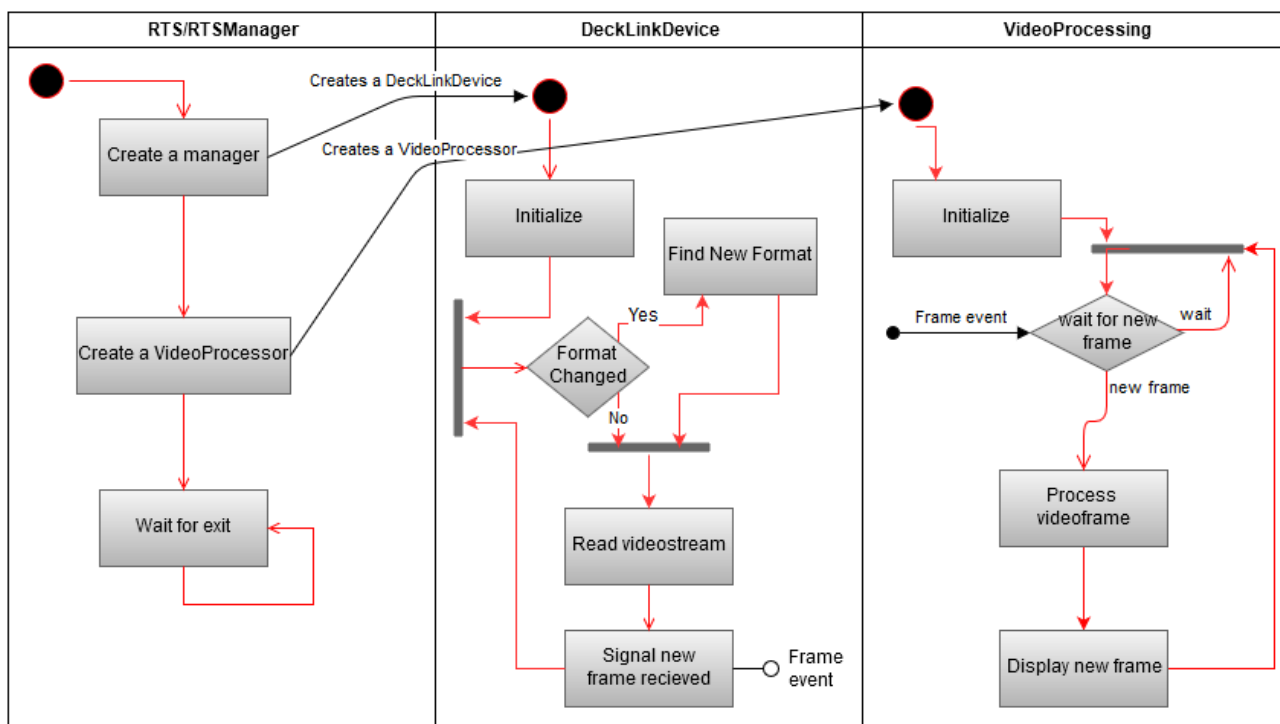 RTS/RTSManager
DeckLinkDevice
VideoProcessing
Creates a DeckLinkDevice
Create a manager
Creates a VideoProcessor
Initialize
Initialize
Find New Format
Yes
Frame event
wait for new
frame
wait
Create a VideoProcessor
Format
Changed
new frame
No
Wait for exit
Process
videoframe
Read videostream
Signal new
frame recieved
Frame
event
Display new frame